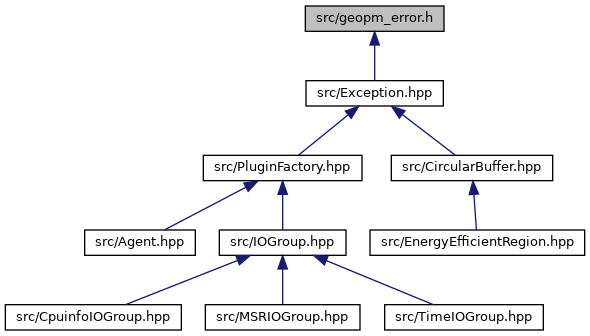 src/geopm_error.h
src/Exception.hpp
src/PluginFactory.hpp
src/CircularBuffer.hpp
src/Agent.hpp
src/IOGroup.hpp
src/EnergyEfficientRegion.hpp
src/CpuinfoIOGroup.hpp
src/MSRIOGroup.hpp
src/TimeIOGroup.hpp